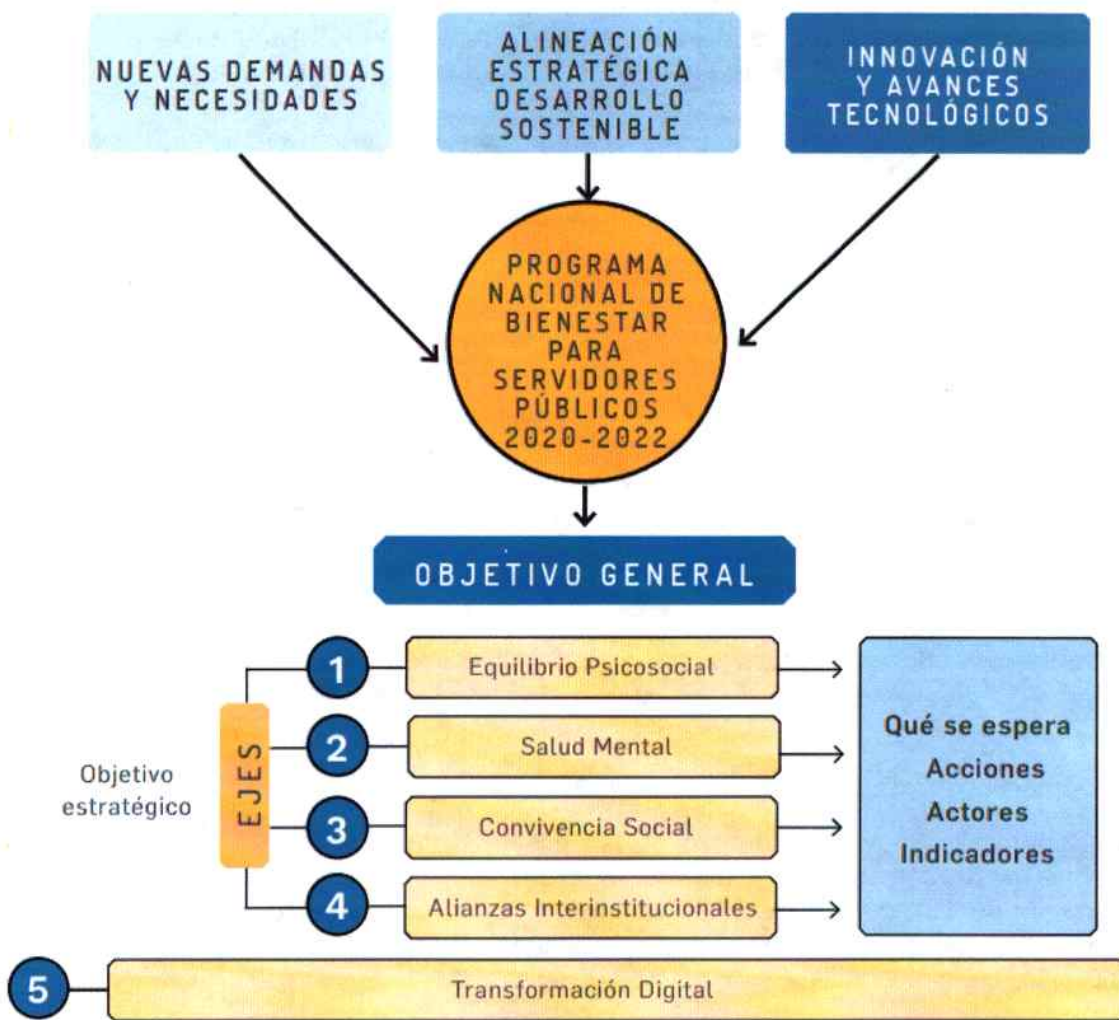 NUEVAS DEMANDAS
Y NECESIDADES
ALINEACIÓN
ESTRATÉGICA
DESARROLLO
SOSTENIBLE
INNOVACIÓN
Y AVANCES
TECNOLÓGICOS
PROGRAMA
NACIONAL DE
BIENESTAR
PARA
SERVIDORES
PÚBLICOS
2020-2022
OBJETIVO GENERAL
Objetivo
estratégico
EJES
1 Equilibrio Psicosocial
2 Salud Mental
3 Convivencia Social
4 Alianzas Interinstitucionales
Qué se espera
Acciones
Actores
Indicadores
5 Transformación Digital